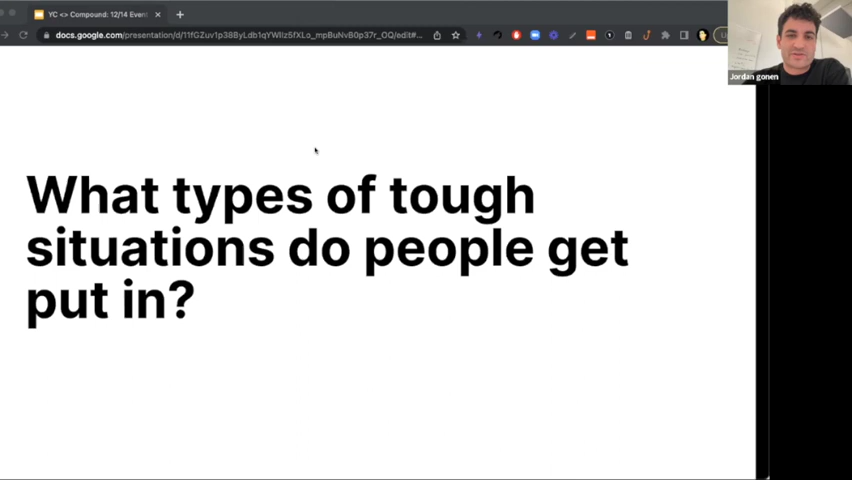 YC <> Compound: 12/14 Event
docs.google.com/presentation/d/11fGZuv1p38ByLdb1qYWIIz5fXLo_mpBuNvB0p37r_OQ/edit#...
Jordan gonen
What types of tough
situations do people get
put in?